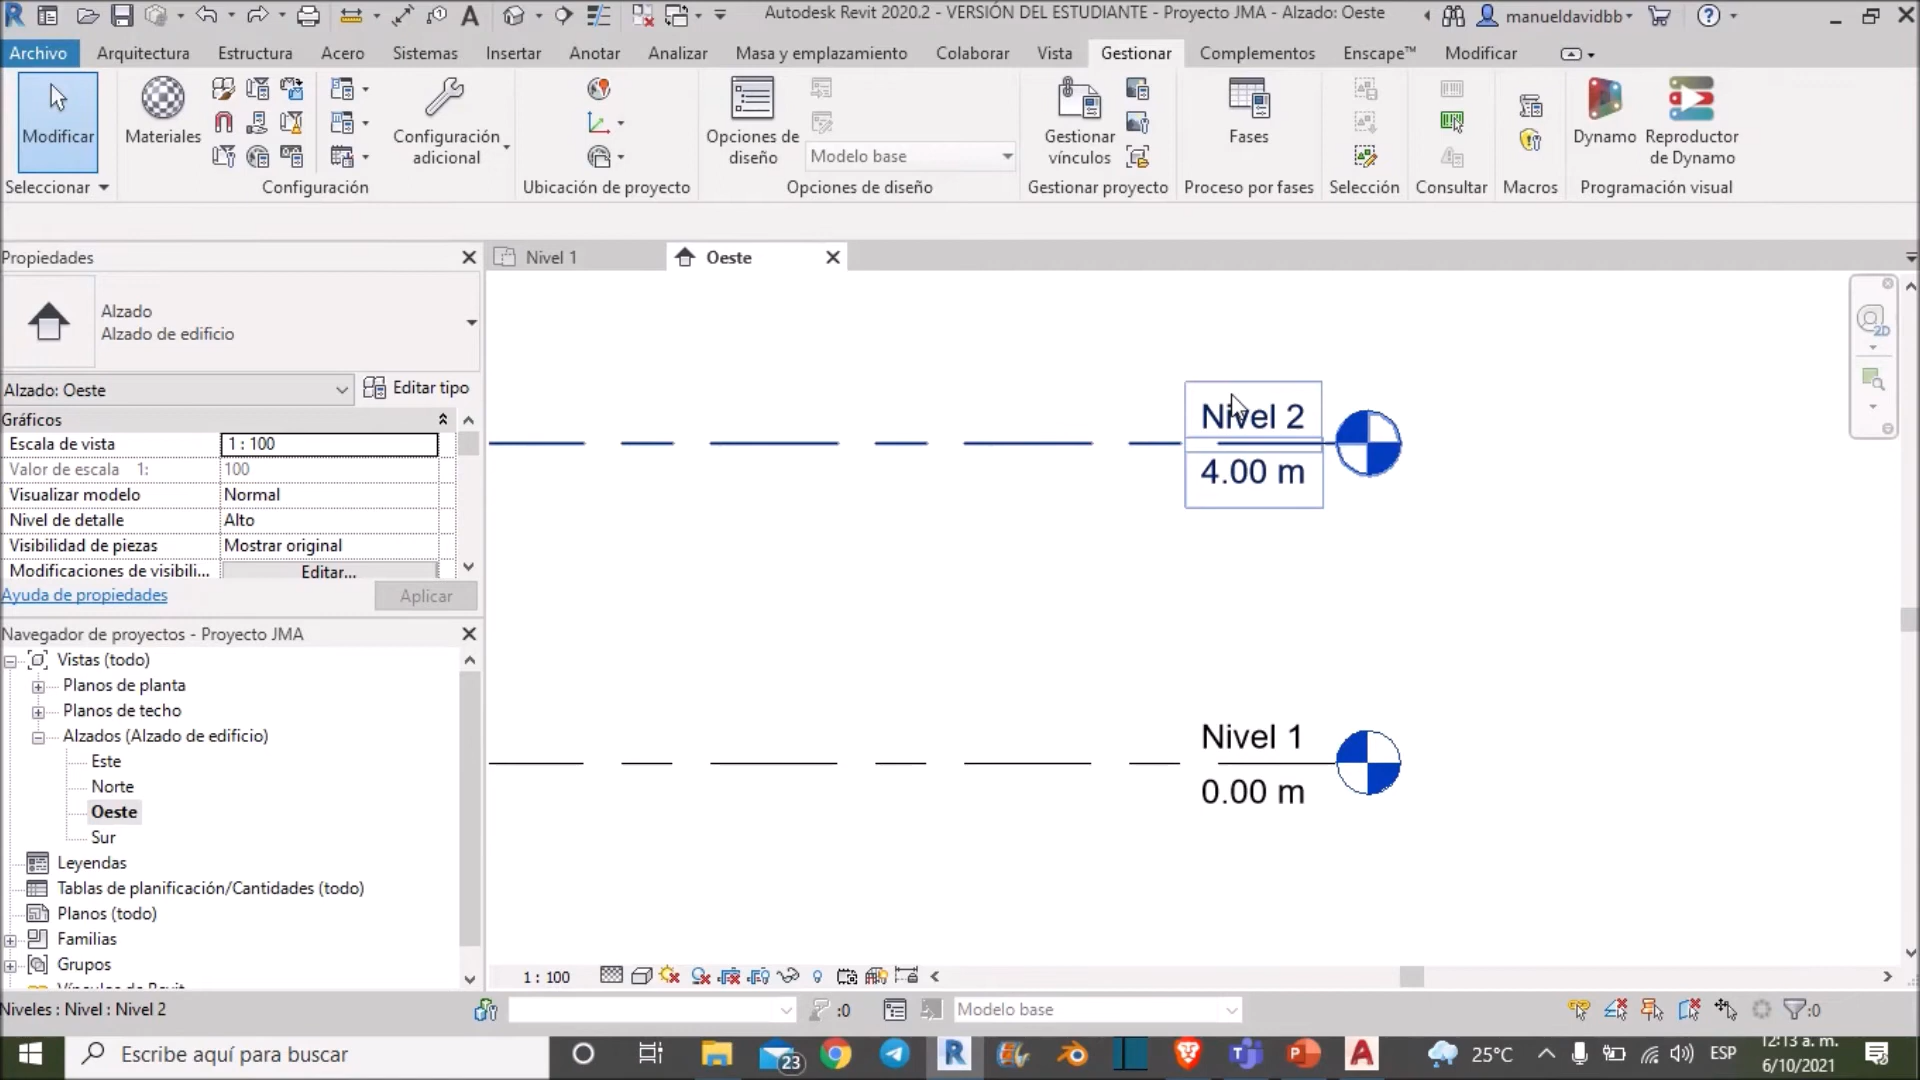 Autodesk Revit 2020.2 - VERSIÓN DEL ESTUDIANTE - Proyecto JMA - Alzado: Oeste
manueldavidbb
Archivo Arquitectura Estructura Acero Sistemas Insertar Anotar Analizar Masa y emplazamiento Colaborar Vista Gestionar Complementos Enscape™ Modificar
Modificar
Materiales
Configuración
adicional
Opciones de
diseño
Modelo base
Gestionar
vínculos
Fases
Dynamo
Reproductor
de Dynamo
Seleccionar Configuración Ubicación de proyecto Opciones de diseño Gestionar proyecto Proceso por fases Selección Consultar Macros Programación visual
Propiedades
Nivel 1
Oeste
Alzado
Alzado de edificio
Alzado: Oeste
Editar tipo
Gráficos
Escala de vista 1 : 100
Valor de escala 1: 100
Visualizar modelo Normal
Nivel de detalle Alto
Visibilidad de piezas Mostrar original
Modificaciones de visibili... Editar...
Ayuda de propiedades Aplicar
Nivel 2
4.00 m
Nivel 1
0.00 m
2D
Navegador de proyectos - Proyecto JMA
Vistas (todo)
Planos de planta
Planos de techo
Alzados (Alzado de edificio)
Este
Norte
Oeste
Sur
Leyendas
Tablas de planificación/Cantidades (todo)
Planos (todo)
Familias
Grupos
Vínculos de Revit
1 : 100
Niveles : Nivel : Nivel 2
:0
Modelo base
:0
Escribe aquí para buscar
23
25°C
ESP
12:13 a. m.
6/10/2021